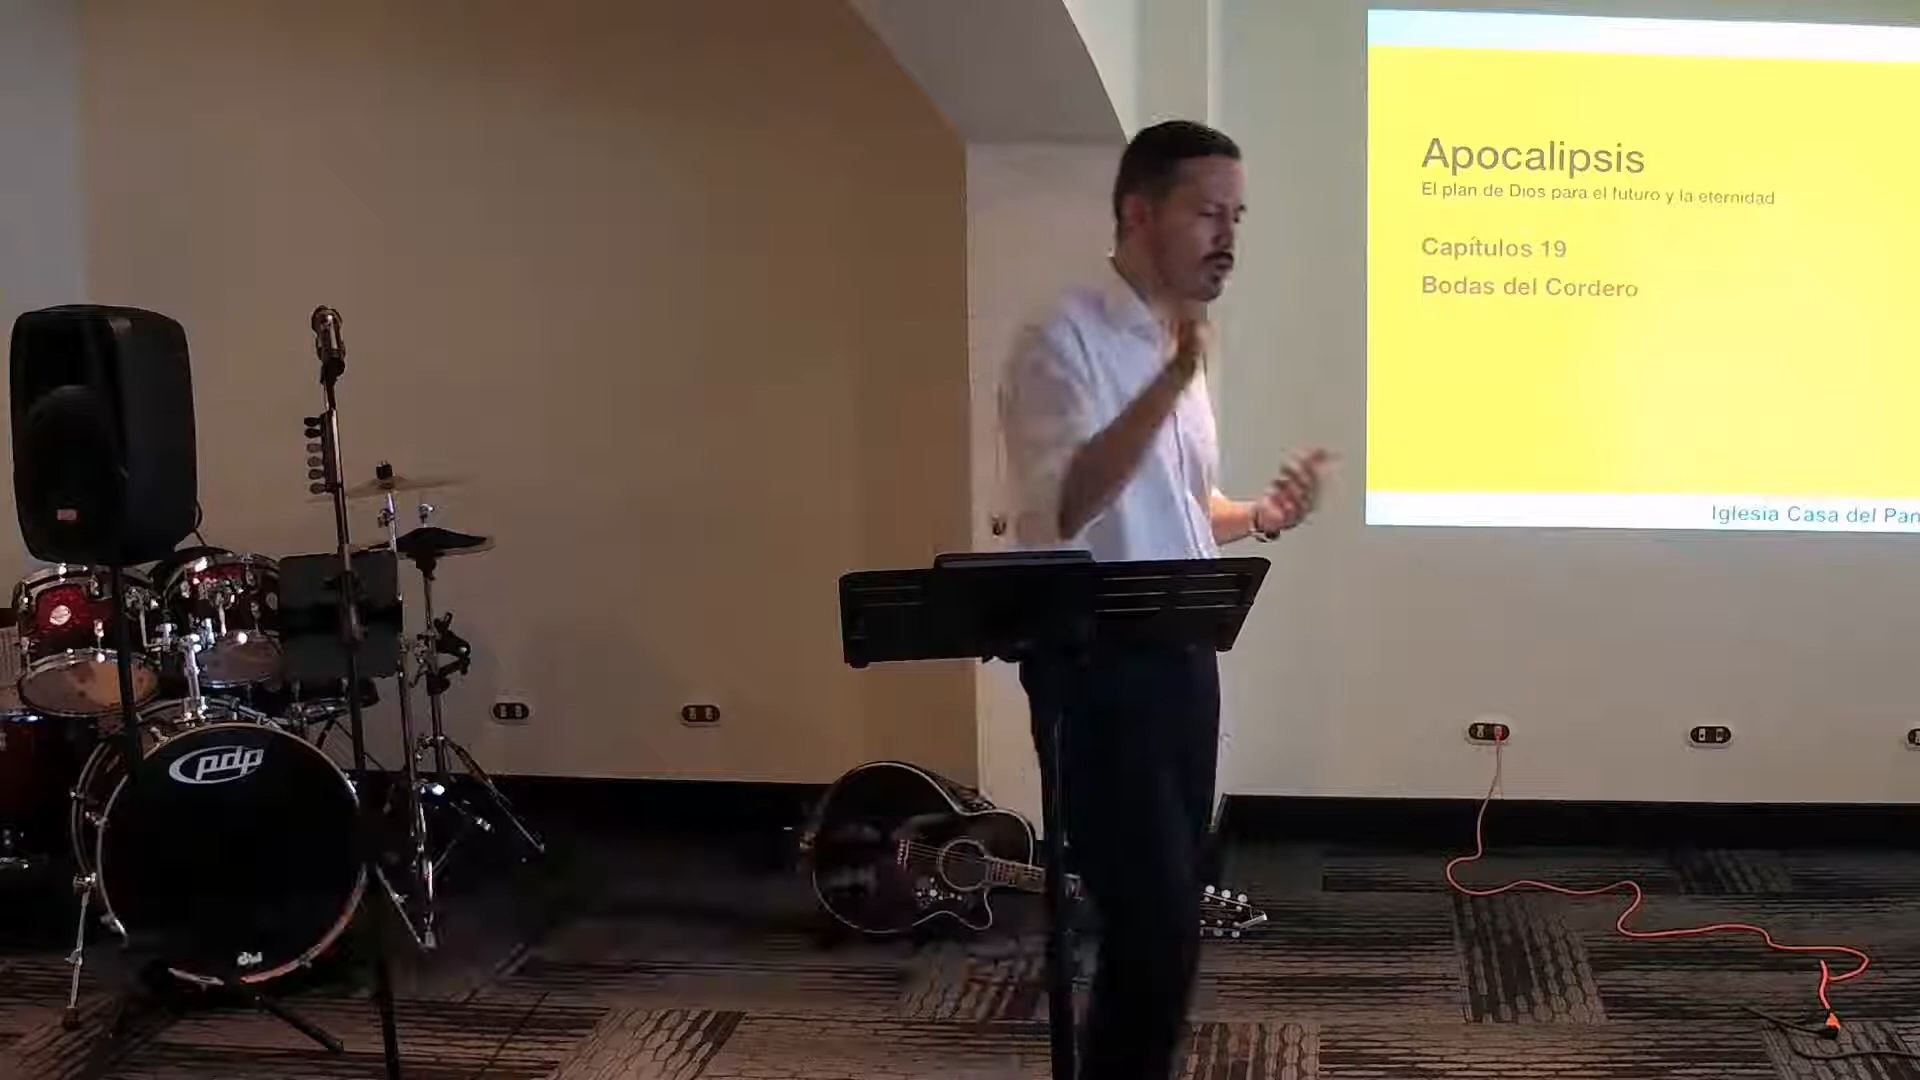 Apocalipsis
El plan de Dios para el futuro y la eternidad
Capítulos 19
Bodas del Cordero
Iglesia Casa del Pan
pdp
dw